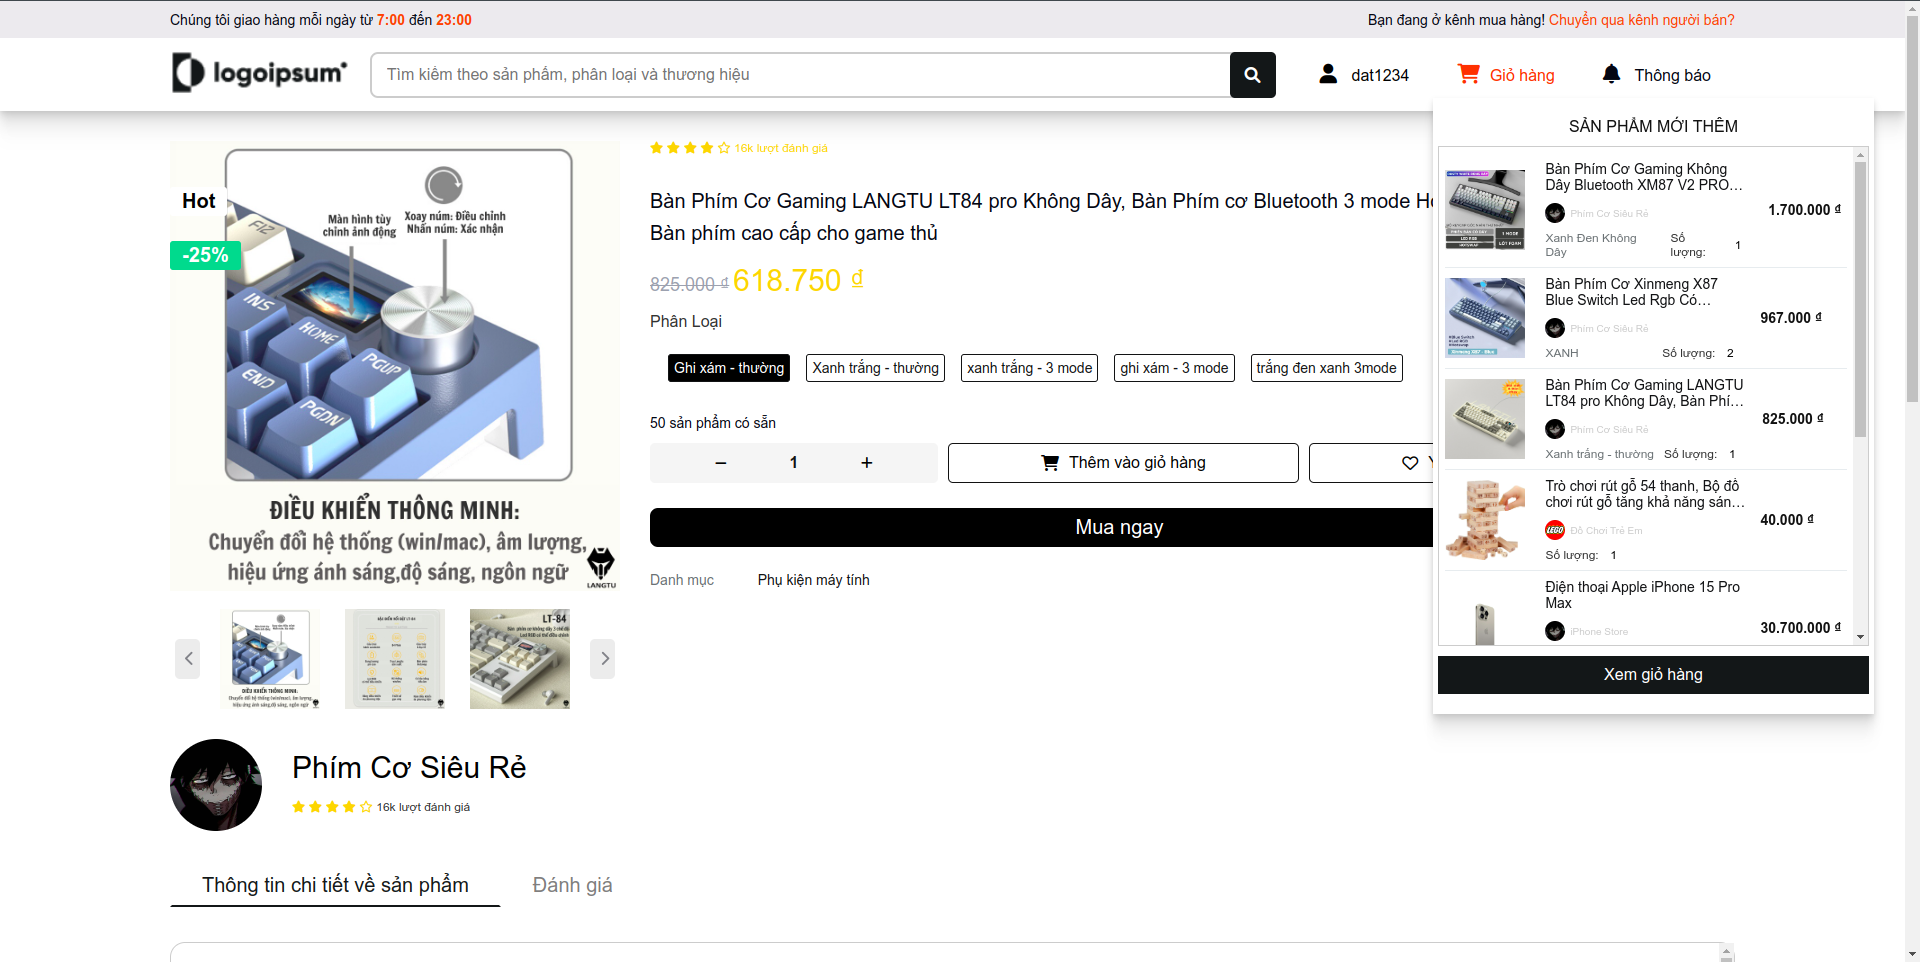 Chúng tôi giao hàng mỗi ngày từ 7:00 đến 23:00
Bạn đang ở kênh mua hàng! Chuyển qua kênh người bán?
logoipsum
Tìm kiếm theo sản phẩm, phân loại và thương hiệu
dat1234
Giỏ hàng
Thông báo
Hot
-25%
Màn hình tùy
chỉnh ảnh động
Xoay núm: Điều chỉnh
Nhấn núm: Xác nhận
F12
INS
HOME
PGUP
END
PGDN
ĐIỀU KHIỂN THÔNG MINH:
Chuyển đổi hệ thống (win/mac), âm lượng,
hiệu ứng ánh sáng,độ sáng, ngôn ngữ
LANGTU
16k lượt đánh giá
Bàn Phím Cơ Gaming LANGTU LT84 pro Không Dây, Bàn Phím cơ Bluetooth 3 mode
Bàn phím cao cấp cho game thủ
825.000 ₫ 618.750 ₫
Phân Loại
Ghi xám - thường
Xanh trắng - thường
xanh trắng - 3 mode
ghi xám - 3 mode
trắng đen xanh 3mode
50 sản phẩm có sẵn
− 1 +
Thêm vào giỏ hàng
Mua ngay
Danh mục
Phụ kiện máy tính
SẢN PHẨM MỚI THÊM
Bàn Phím Cơ Gaming Không
Dây Bluetooth XM87 V2 PRO...
Phím Cơ Siêu Rẻ
1.700.000 ₫
Xanh Đen Không
Dây
Số
lượng:
1
Bàn Phím Cơ Xinmeng X87
Blue Switch Led Rgb Có...
Phím Cơ Siêu Rẻ
967.000 ₫
XANH
Số lượng: 2
Bàn Phím Cơ Gaming LANGTU
LT84 pro Không Dây, Bàn Phí...
Phím Cơ Siêu Rẻ
825.000 ₫
Xanh trắng - thường
Số lượng: 1
Trò chơi rút gỗ 54 thanh, Bộ đồ
chơi rút gỗ tăng khả năng sán...
LEGO
Đồ Chơi Trẻ Em
40.000 ₫
Số lượng: 1
Điện thoại Apple iPhone 15 Pro
Max
iPhone Store
30.700.000 ₫
Xem giỏ hàng
ĐIỀU KHIỂN THÔNG MINH:
LT-84
Phím Cơ Siêu Rẻ
16k lượt đánh giá
Thông tin chi tiết về sản phẩm
Đánh giá